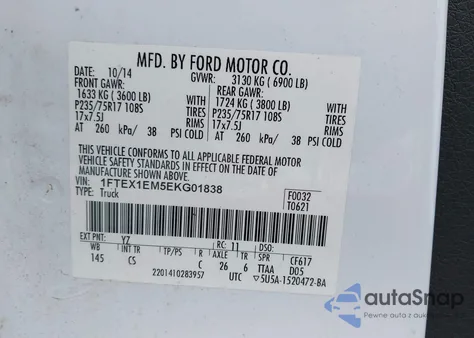 MFD. BY FORD MOTOR CO.
DATE: 10/14 GVWR: 3130 KG ( 6900 LB)
FRONT GAWR: REAR GAWR:
1633 KG ( 3600 LB) 1724 KG ( 3800 LB)
P235/75R17 108S TIRES P235/75R17 108S TIRES
17x7.5J RIMS 17x7.5J RIMS
AT 260 kPa/ 38 PSI COLD AT 260 kPa/ 38 PSI COLD
THIS VEHICLE CONFORMS TO ALL APPLICABLE FEDERAL MOTOR
VEHICLE SAFETY STANDARDS IN EFFECT ON THE DATE OF
MANUFACTURE SHOWN ABOVE.
VIN: 1FTEX1EM5EKG01838 F0032
TYPE: Truck T0621
EXT PNT: YZ RC: 11 DSO:
WB TP/PS R AX TR SPR CF617
145 CS C 26 6 TTAA D05
2201410283957 UTC ▽5U5A-1520472-BA
autaSnap
Pewne auta z aukcji w USA